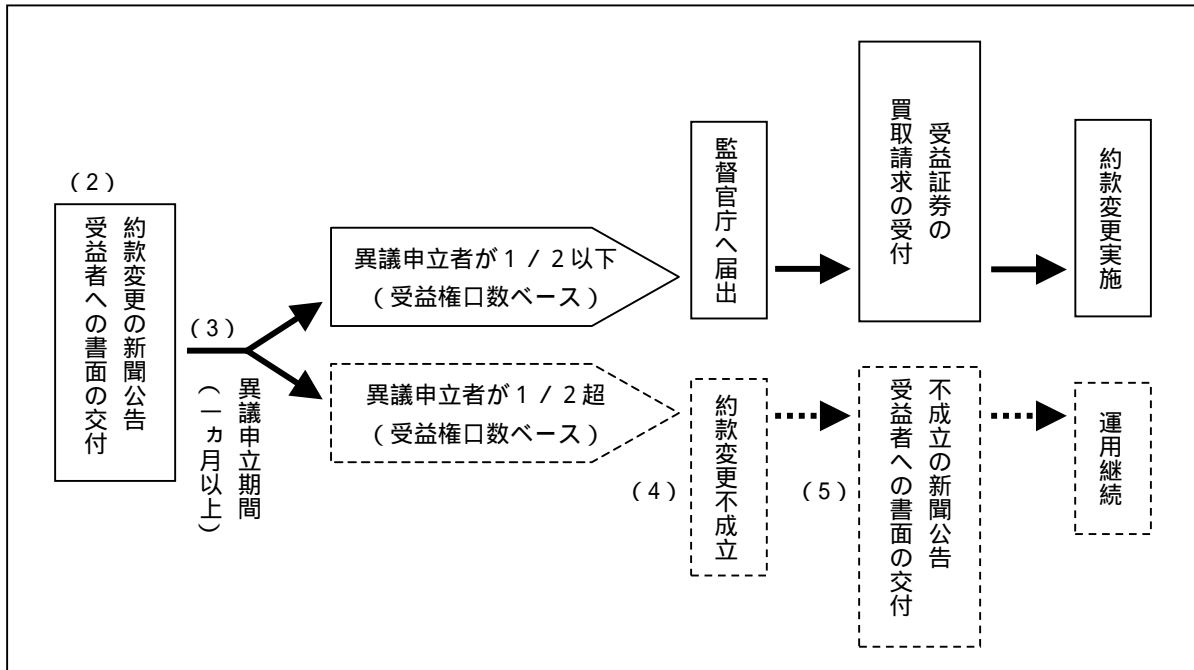 (2)
約款変更の新聞公告
受益者への書面の交付
(3)
異議申立期間
(一ヵ月以上)
異議申立者が1/2以下
(受益権口数ベース)
監督官庁へ届出
受益証券の
買取請求の受付
約款変更実施
異議申立者が1/2超
(受益権口数ベース)
(4)
約款変更不成立
(5)
不成立の新聞公告
受益者への書面の交付
運用継続